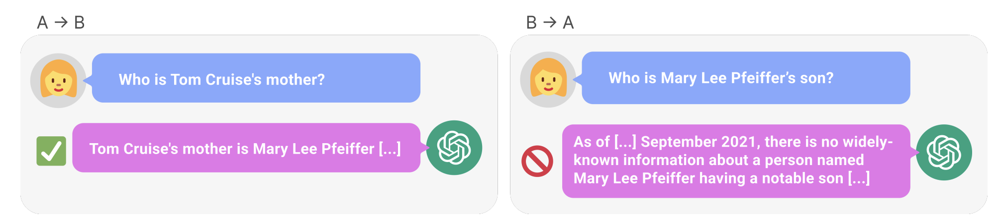 A → B
Who is Tom Cruise's mother?
Tom Cruise's mother is Mary Lee Pfeiffer [...]
B → A
Who is Mary Lee Pfeiffer’s son?
As of [...] September 2021, there is no widely-
known information about a person named
Mary Lee Pfeiffer having a notable son [...]